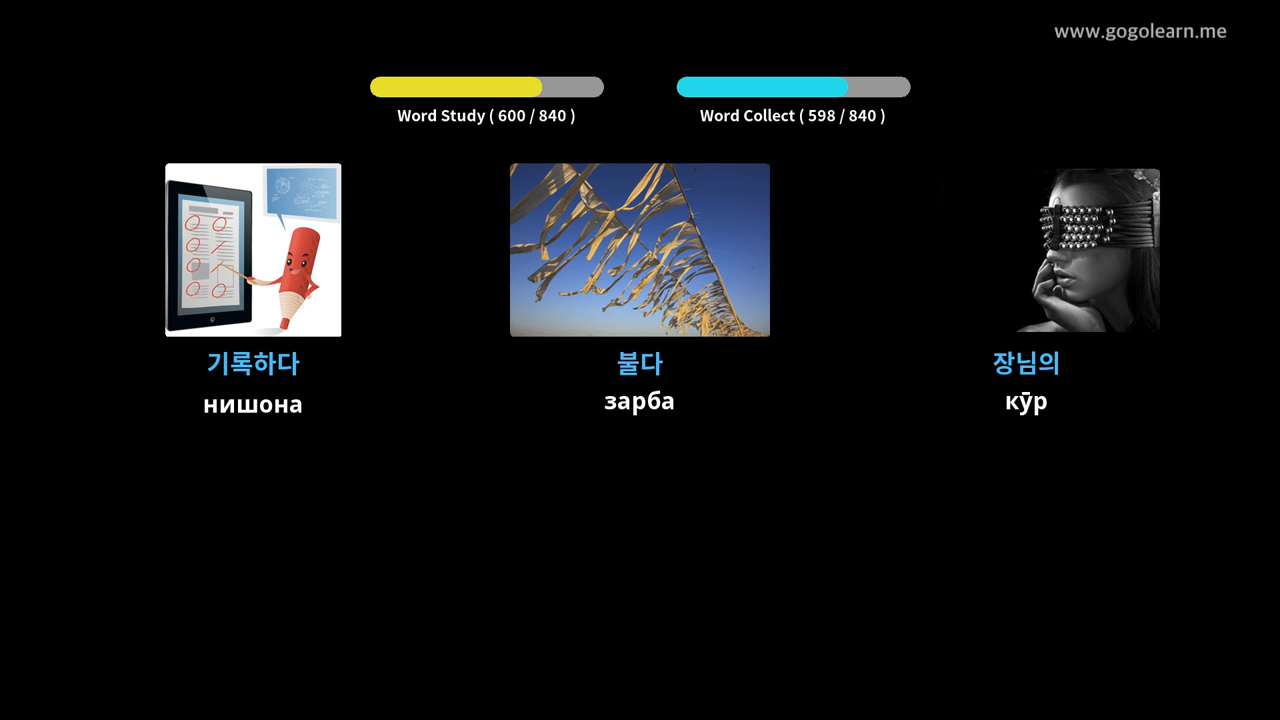 www.gogolearn.me
Word Study ( 600 / 840 )
Word Collect ( 598 / 840 )
기록하다
불다
장님의
нишона
зарба
кӯр